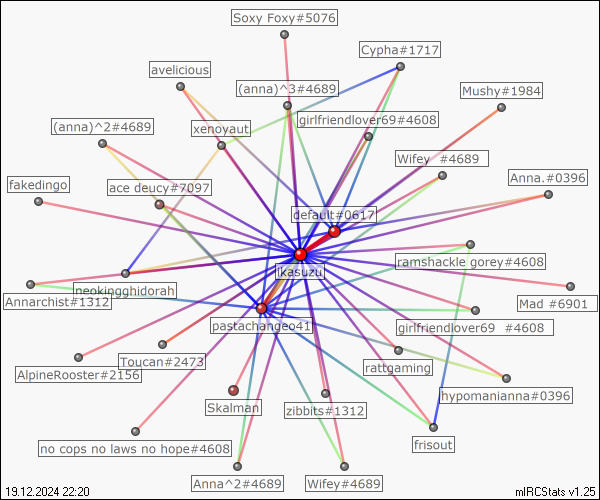 Soxy Foxy#5076
Cypha#1717
avelicious
(anna)^3#4689
Mushy#1984
girlfriendlover69#4608
(anna)^2#4689
xenoyaut
Wifey #4689
fakedingo
ace deucy#7097
Anna.#0396
default#0617
ramshackle gorey#4608
ikasuzu
neokingghidorah
Annarchist#1312
Mad #6901
pastachangeo41
girlfriendlover69 #4608
Toucan#2473
rattgaming
AlpineRooster#2156
hypomanianna#0396
Skalman
zibbits#1312
no cops no laws no hope#4608
frisout
Anna^2#4689
Wifey#4689
19.12.2024 22:20
mIRCStats v1.25